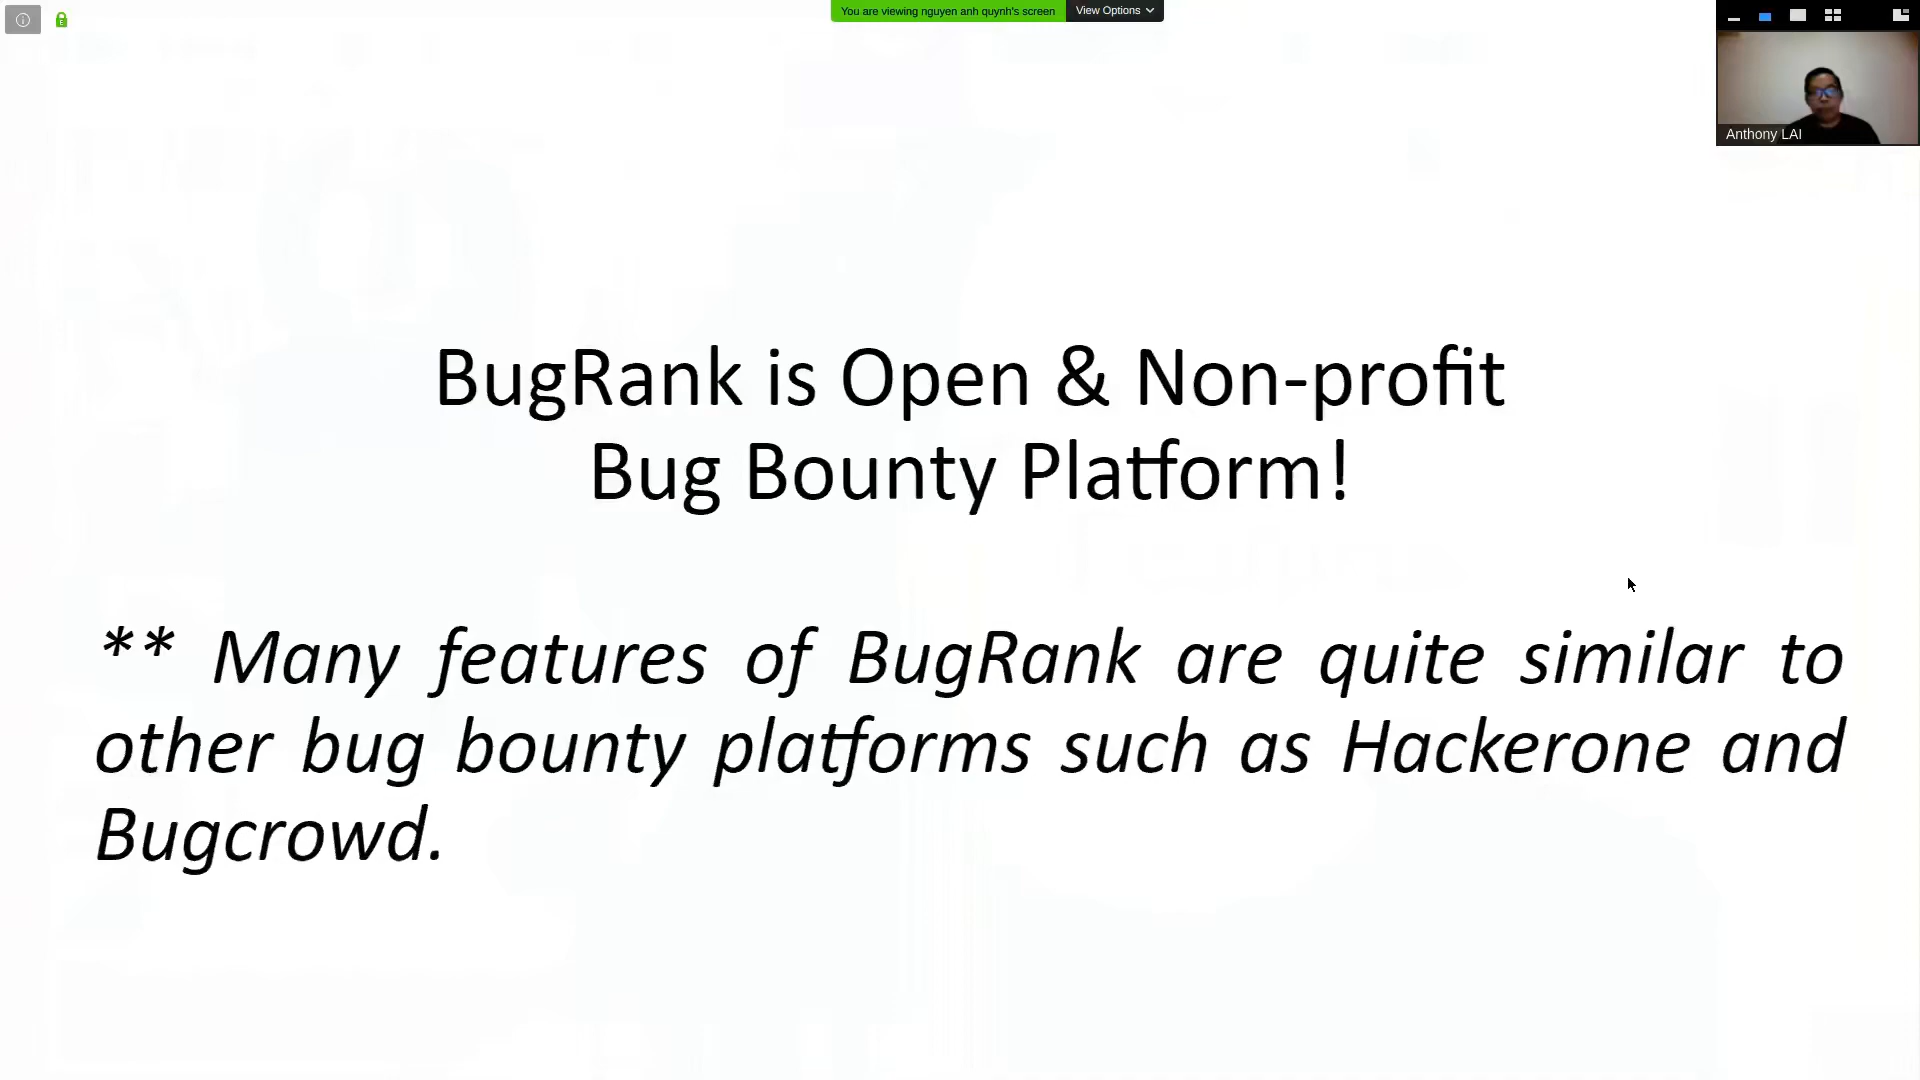 You are viewing nguyen anh quynh's screen
View Options
Anthony LAI
BugRank is Open & Non-profit
Bug Bounty Platform!
** Many features of BugRank are quite similar to
other bug bounty platforms such as Hackerone and
Bugcrowd.